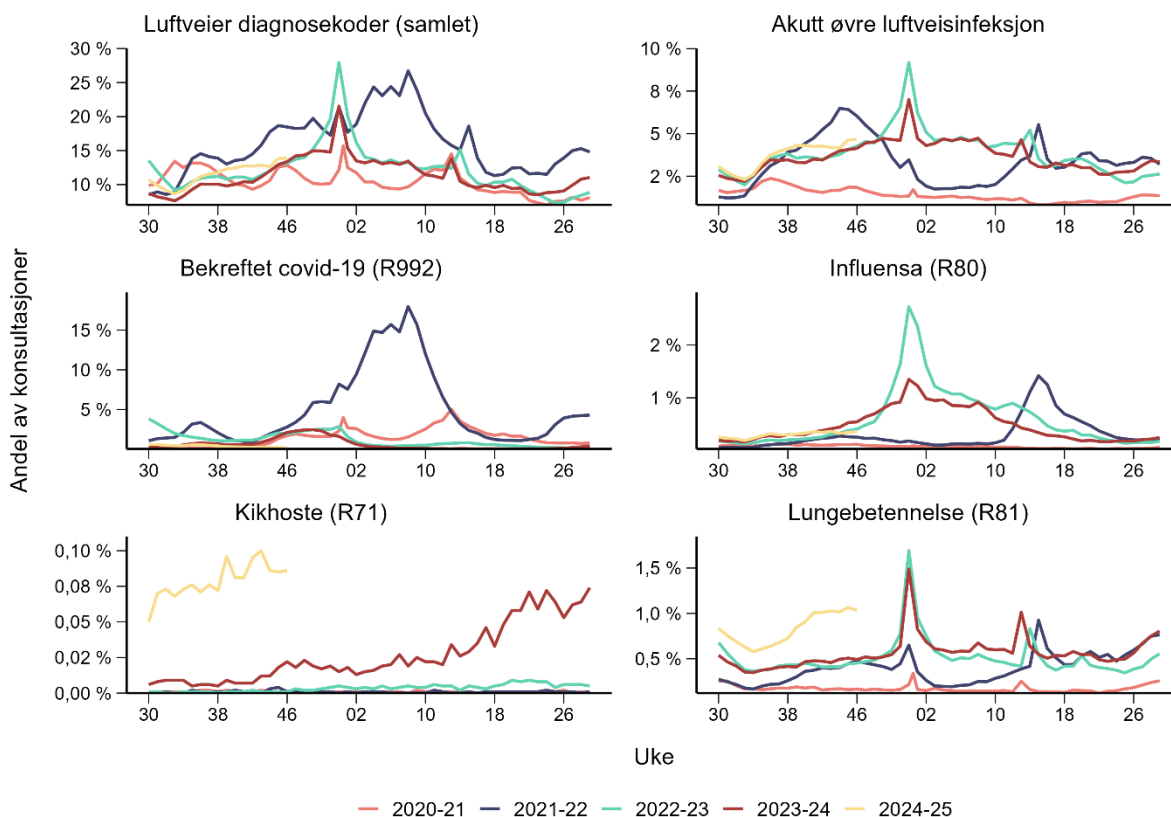 Luftveier diagnosekoder (samlet)
30 %
25 %
20 %
15 %
10 %
30 38 46 02 10 18 26
Akutt øvre luftveisinfeksjon
10 %
8 %
5 %
2 %
30 38 46 02 10 18 26
Andel av konsultasjoner
Bekreftet covid-19 (R992)
15 %
10 %
5 %
30 38 46 02 10 18 26
Influensa (R80)
2 %
1 %
30 38 46 02 10 18 26
Kikhoste (R71)
0,10 %
0,08 %
0,05 %
0,02 %
0,00 %
30 38 46 02 10 18 26
Lungebetennelse (R81)
1,5 %
1,0 %
0,5 %
30 38 46 02 10 18 26
Uke
2020-21 2021-22 2022-23 2023-24 2024-25